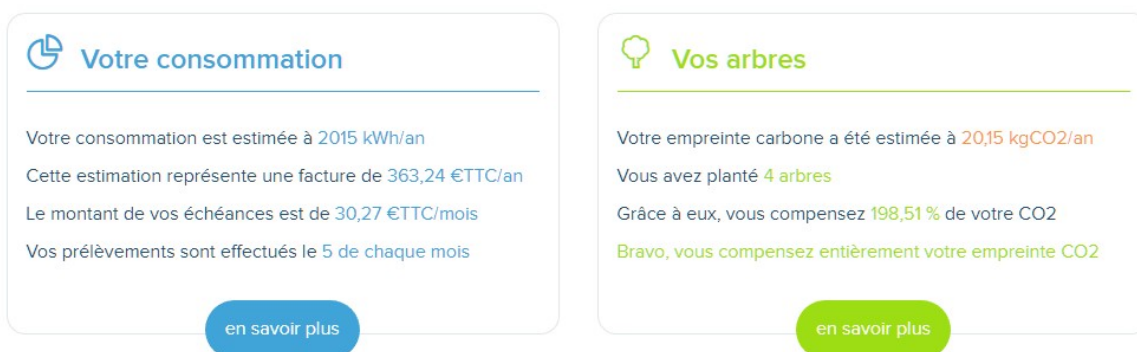 Votre consommation
Votre consommation est estimée à 2015 kWh/an
Cette estimation représente une facture de 363,24 €TTC/an
Le montant de vos échéances est de 30,27 €TTC/mois
Vos prélèvements sont effectués le 5 de chaque mois
en savoir plus
Vos arbres
Votre empreinte carbone a été estimée à 20,15 kgCO2/an
Vous avez planté 4 arbres
Grâce à eux, vous compensez 198,51 % de votre CO2
Bravo, vous compensez entièrement votre empreinte CO2
en savoir plus